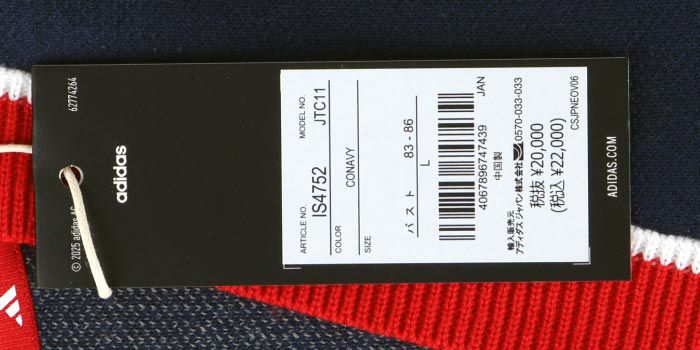 62774264
© 2025 adidas AG
adidas
ARTICLE NO.
IS4752
MODEL NO.
JTC11
COLOR
CONAVY
SIZE
バスト 83 - 86
L
JAN
4067896747439
中国製
輸入販売元
アディダス ジャパン株式会社 0570-033-033
税抜 ¥20,000
(税込 ¥22,000)
CSJPNEOV06
ADIDAS.COM